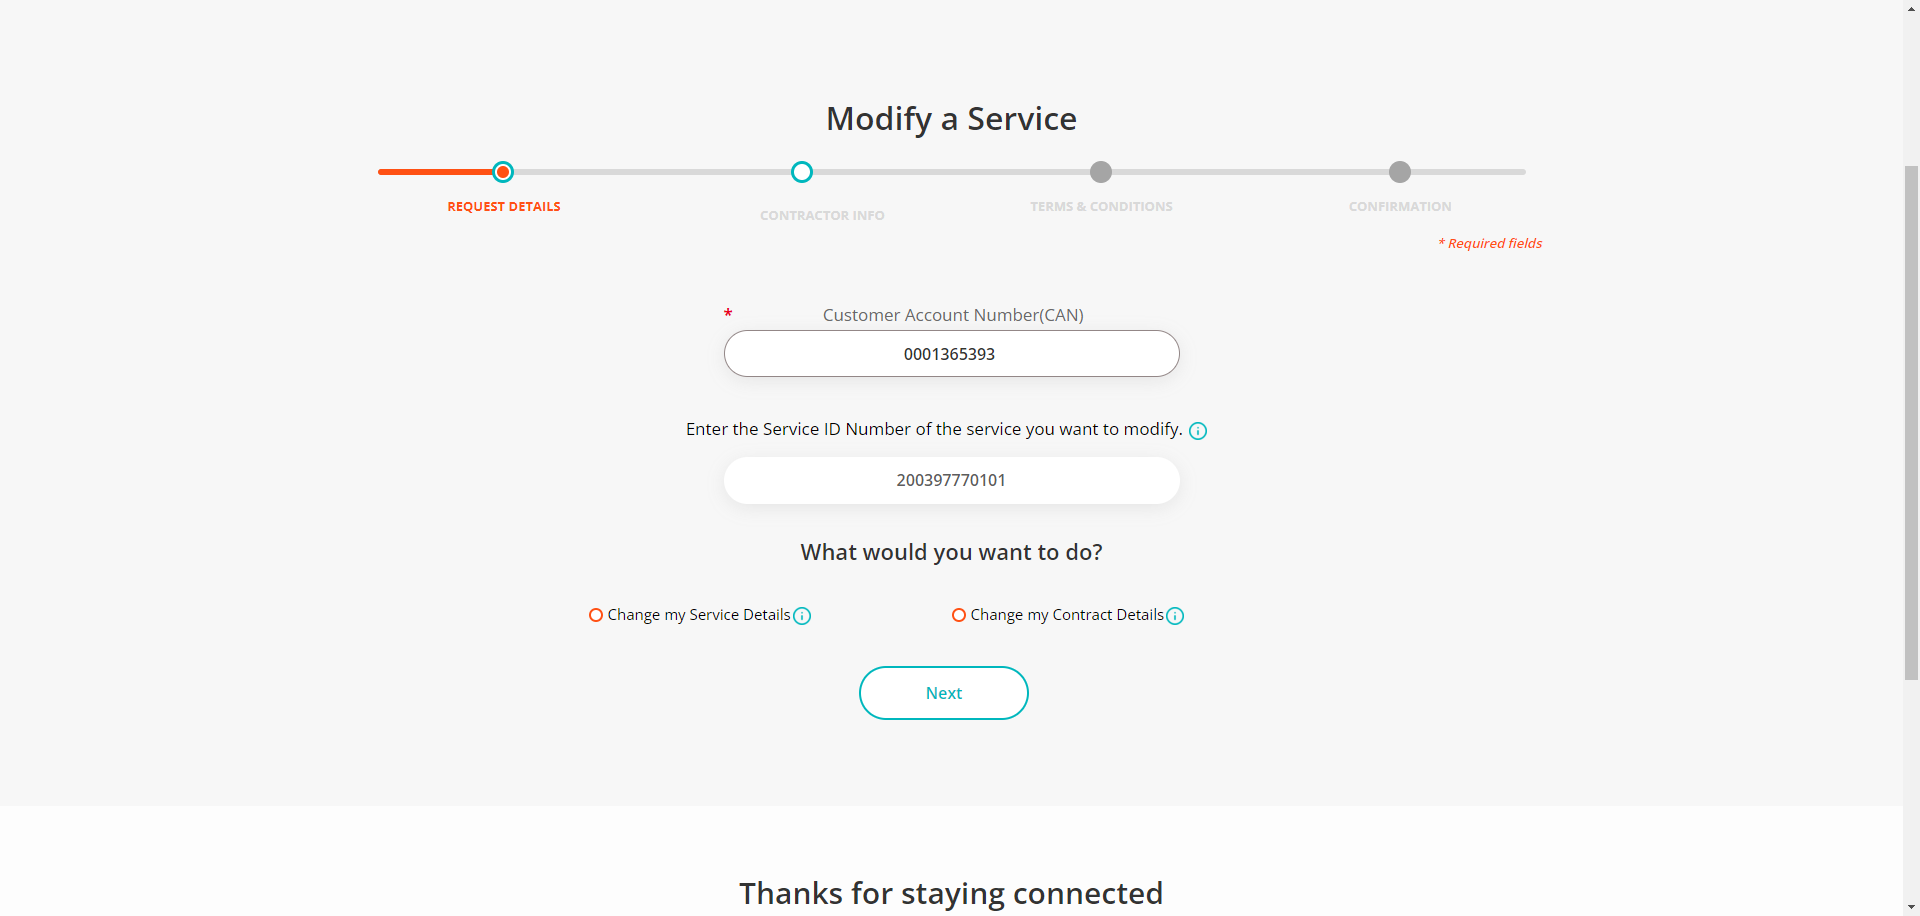 Modify a Service
REQUEST DETAILS
CONTRACTOR INFO
TERMS & CONDITIONS
CONFIRMATION
* Required fields
* Customer Account Number(CAN)
0001365393
Enter the Service ID Number of the service you want to modify.
200397770101
What would you want to do?
Change my Service Details
Change my Contract Details
Next
Thanks for staying connected